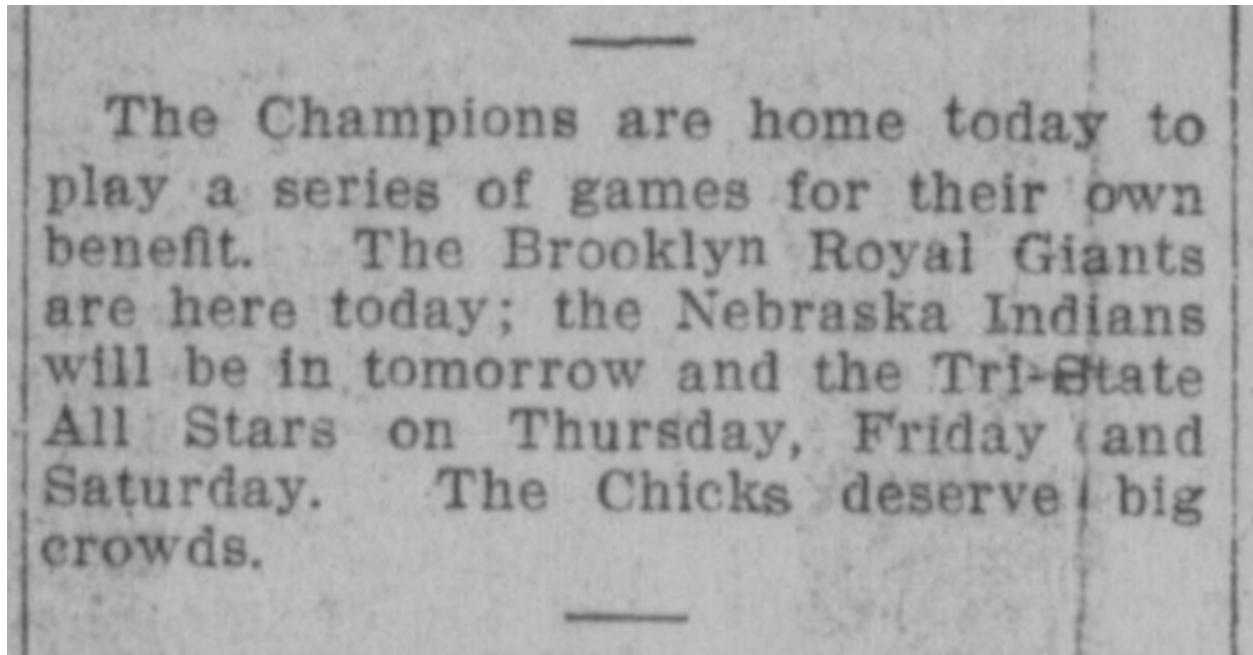 The Champions are home today to
play a series of games for their own
benefit. The Brooklyn Royal Giants
are here today; the Nebraska Indians
will be in tomorrow and the Tri-State
All Stars on Thursday, Friday and
Saturday. The Chicks deserve big
crowds.